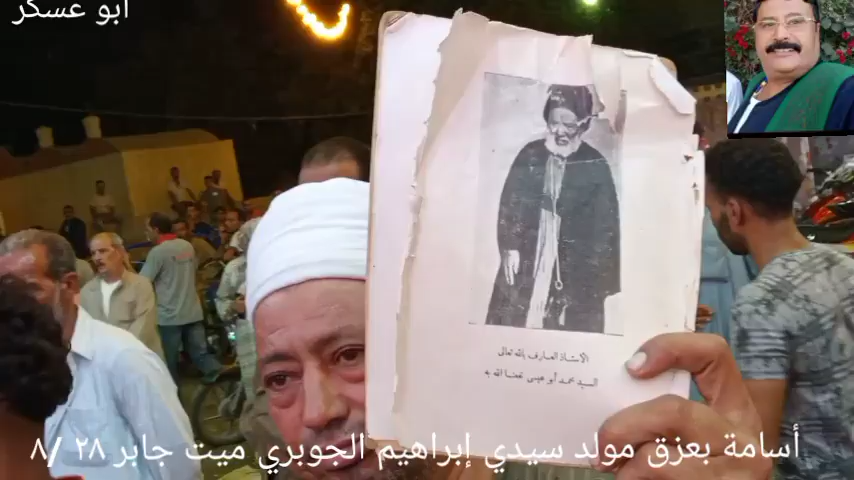 ابو عسكر
الأستاذ العارف بالله تعالى
السيد محمد أبو عيسى نفعنا الله به
أسامة بعزق مولد سيدي إبراهيم الجوبري ميت جابر ٢٨ /٨